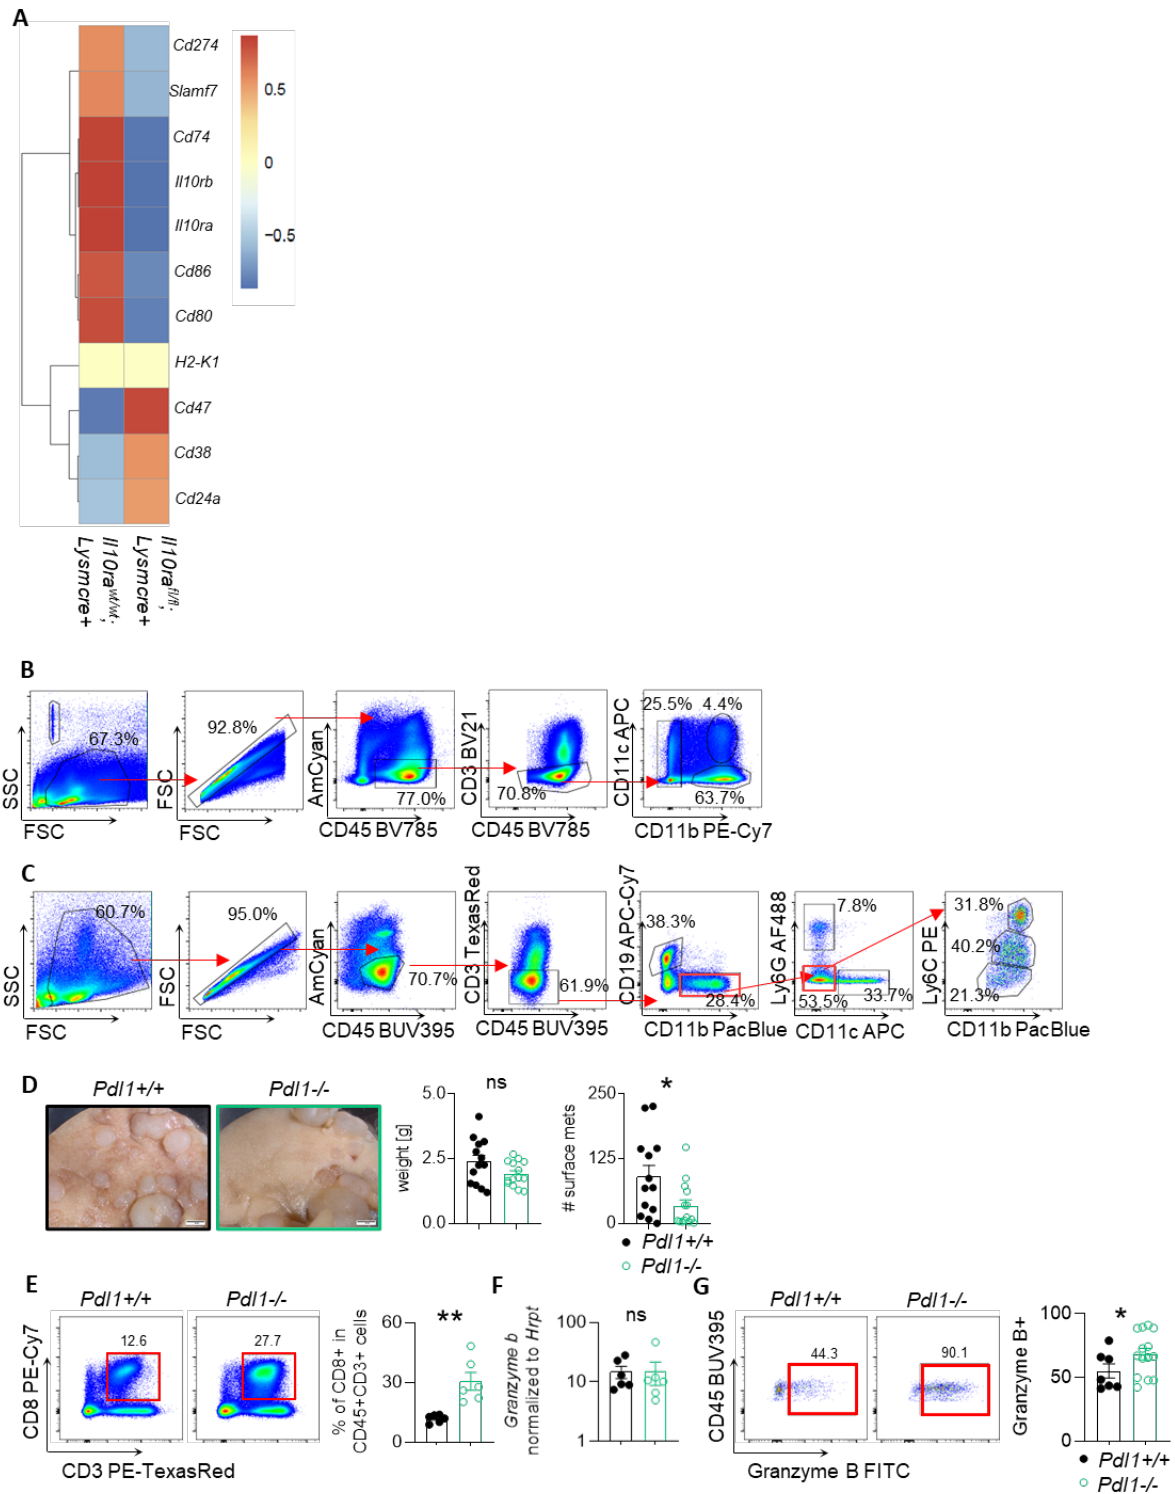 A
Cd274
Slamf7
Cd74
Il10rb
Il10ra
Cd86
Cd80
H2-K1
Cd47
Cd38
Cd24a
0.5
0
−0.5
Il10ra^wt/wt;
Lysmcre+
Il10ra^fl/fl;
Lysmcre+
B
SSC
67.3%
FSC
FSC
92.8%
FSC
AmCyan
77.0%
CD45 BV785
CD3 BV21
70.8%
CD45 BV785
CD11c APC
25.5%
4.4%
63.7%
CD11b PE-Cy7
C
SSC
60.7%
FSC
FSC
95.0%
FSC
AmCyan
70.7%
CD45 BUV395
CD3 TexasRed
61.9%
CD45 BUV395
CD19 APC-Cy7
38.3%
28.4%
CD11b PacBlue
Ly6G AF488
7.8%
53.5%
33.7%
CD11c APC
Ly6C PE
31.8%
40.2%
21.3%
CD11b PacBlue
D
Pdl1+/+
Pdl1-/-
weight [g]
5.0
2.5
0.0
ns
# surface mets
250
125
0
*
Pdl1+/+
Pdl1-/-
E
Pdl1+/+
Pdl1-/-
CD8 PE-Cy7
12.6
27.7
CD3 PE-TexasRed
% of CD8+ in
CD45+CD3+ cells
60
30
0
**
F
Granzyme b
normalized to Hrpt
100
10
1
ns
G
Pdl1+/+
Pdl1-/-
CD45 BUV395
44.3
90.1
Granzyme B FITC
Granzyme B+
100
50
0
*
Pdl1+/+
Pdl1-/-